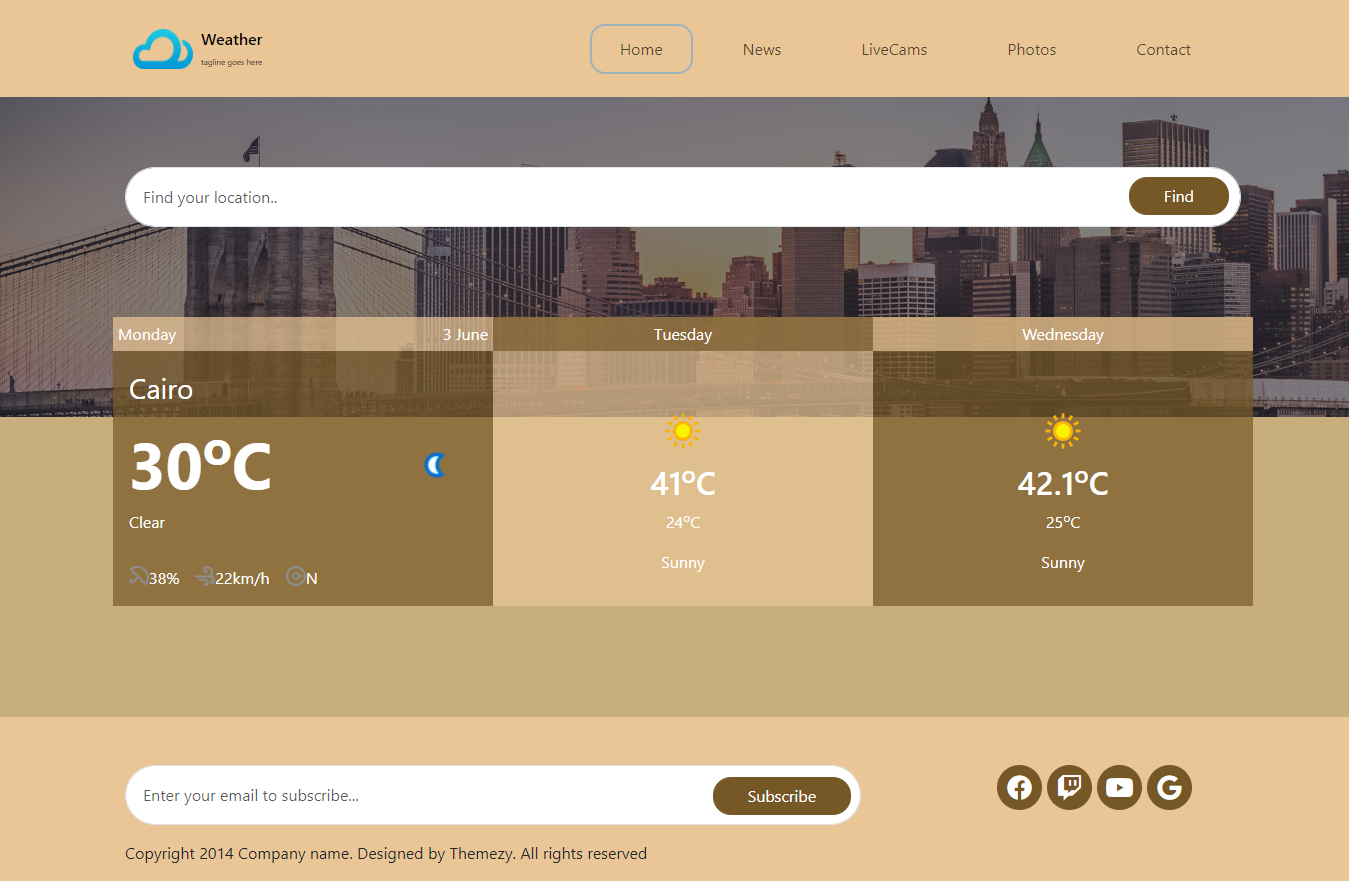 Weather
tagline goes here
Home News LiveCams Photos Contact
Find your location..
Find
Monday 3 June
Tuesday
Wednesday
Cairo
30ºC
Clear
38% 22km/h N
41ºC
24ºC
Sunny
42.1ºC
25ºC
Sunny
Enter your email to subscribe...
Subscribe
Copyright 2014 Company name. Designed by Themezy. All rights reserved